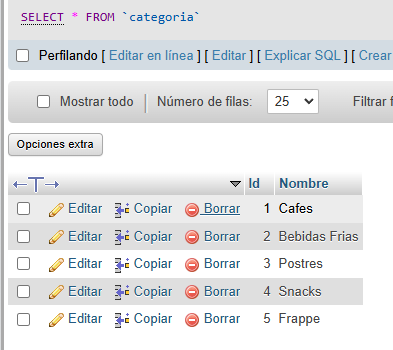 SELECT * FROM `categoria`
Perfilando [ Editar en línea ] [ Editar ] [ Explicar SQL ] [ Crear
Mostrar todo Número de filas: 25 Filtrar f
Opciones extra
Id Nombre
Editar Copiar Borrar 1 Cafes
Editar Copiar Borrar 2 Bebidas Frias
Editar Copiar Borrar 3 Postres
Editar Copiar Borrar 4 Snacks
Editar Copiar Borrar 5 Frappe